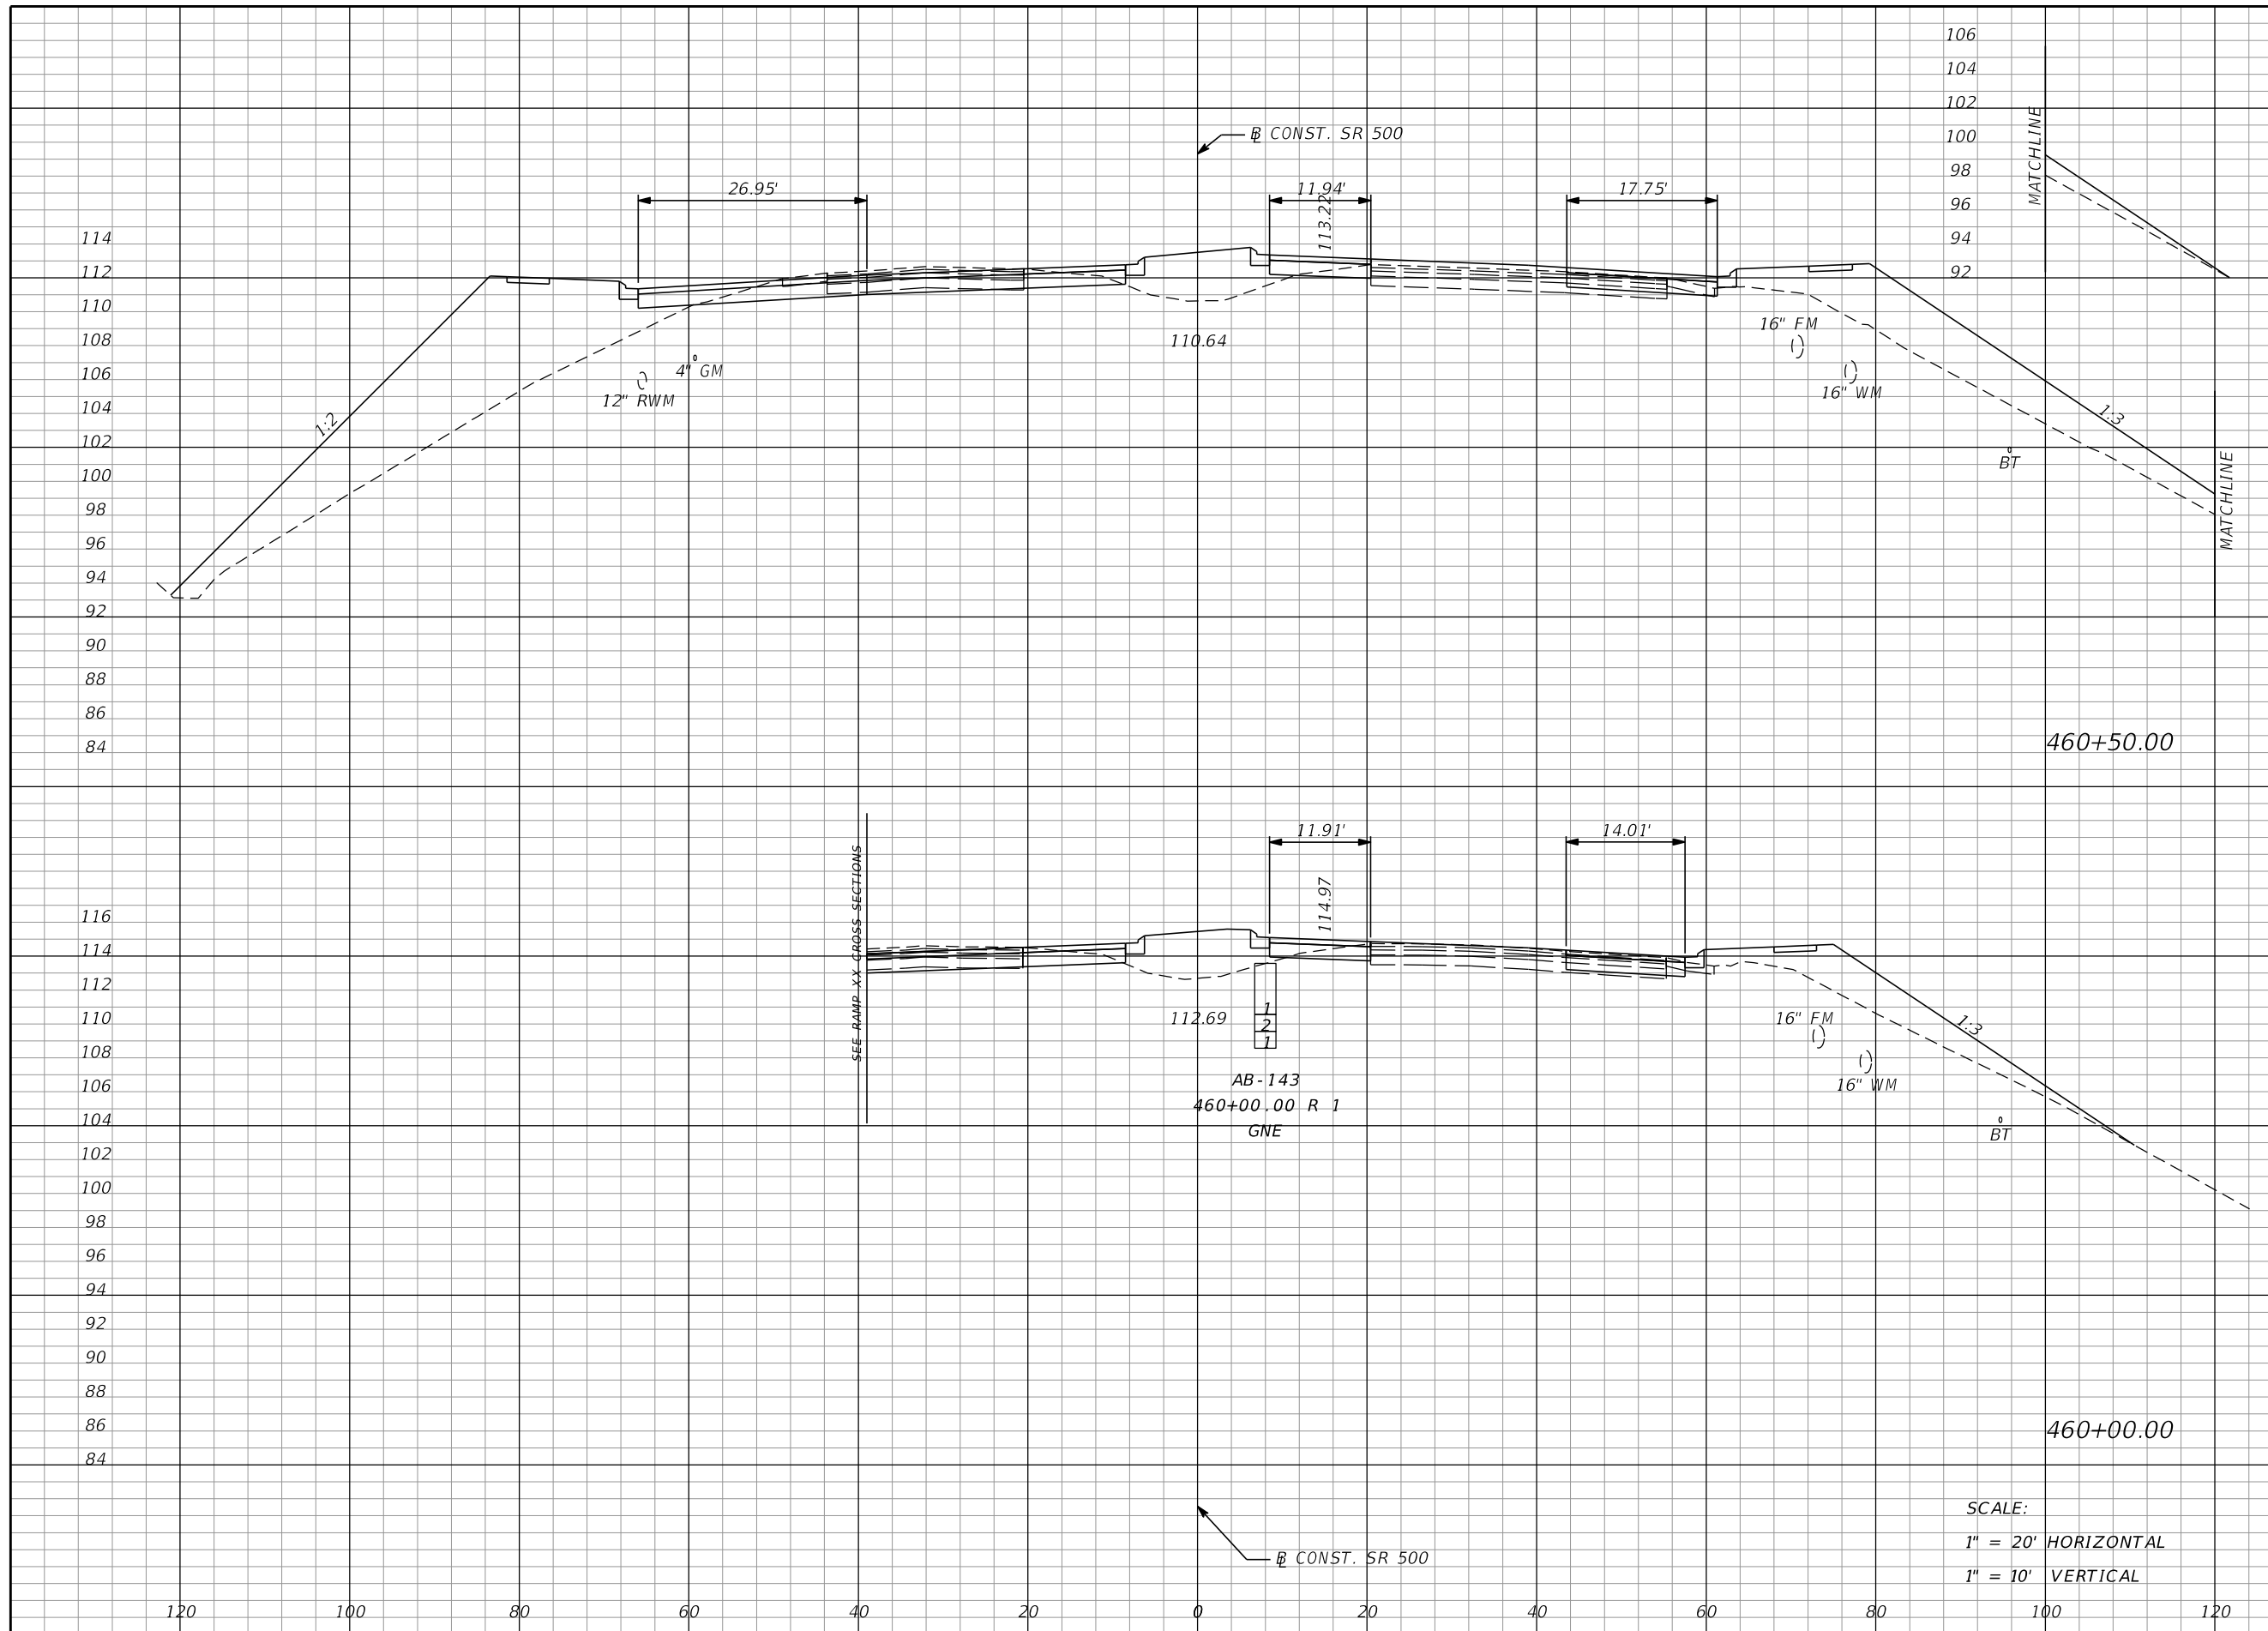 106
104
102
100
98
96
94
92
MATCHLINE
BL CONST. SR 500
26.95'
11.94'
113.22
17.75'
114
112
110
108
106
104
102
100
98
96
94
92
90
88
86
84
110.64
16" FM
16" WM
4" GM
12" RWM
1:2
1:3
BT
MATCHLINE
460+50.00
11.91'
14.01'
114.97
SEE RAMP XX CROSS SECTIONS
116
114
112
110
108
106
104
102
100
98
96
94
92
90
88
86
84
112.69
1
2
1
AB-143
460+00.00 R 1
GNE
16" FM
16" WM
1:3
BT
460+00.00
BL CONST. SR 500
SCALE:
1" = 20' HORIZONTAL
1" = 10' VERTICAL
120 100 80 60 40 20 0 20 40 60 80 100 120